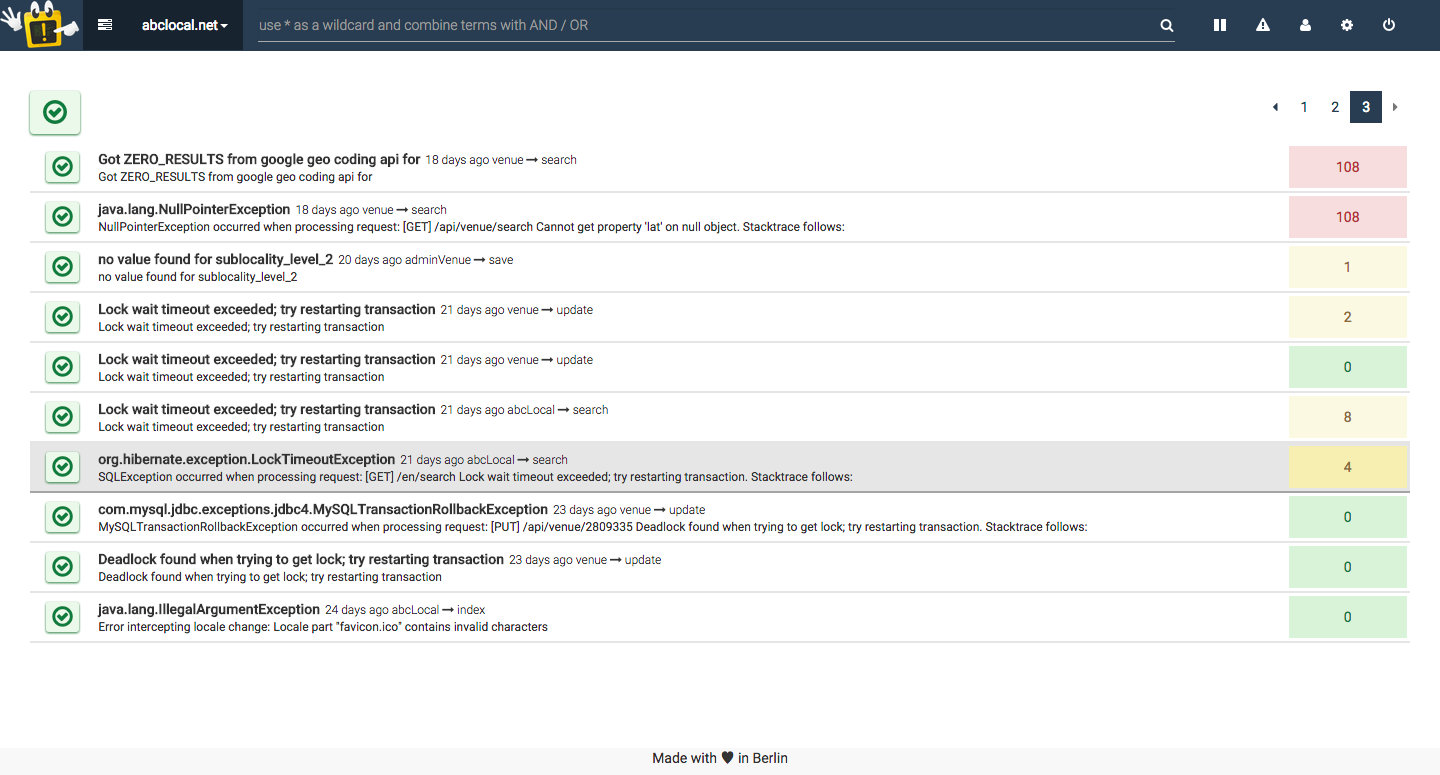 abclocal.net
use * as a wildcard and combine terms with AND / OR
1 2 3
Got ZERO_RESULTS from google geo coding api for 18 days ago venue → search
Got ZERO_RESULTS from google geo coding api for
108
java.lang.NullPointerException 18 days ago venue → search
NullPointerException occurred when processing request: [GET] /api/venue/search Cannot get property 'lat' on null object. Stacktrace follows:
108
no value found for sublocality_level_2 20 days ago adminVenue → save
no value found for sublocality_level_2
1
Lock wait timeout exceeded; try restarting transaction 21 days ago venue → update
Lock wait timeout exceeded; try restarting transaction
2
Lock wait timeout exceeded; try restarting transaction 21 days ago venue → update
Lock wait timeout exceeded; try restarting transaction
0
Lock wait timeout exceeded; try restarting transaction 21 days ago abcLocal → search
Lock wait timeout exceeded; try restarting transaction
8
org.hibernate.exception.LockTimeoutException 21 days ago abcLocal → search
SQLException occurred when processing request: [GET] /en/search Lock wait timeout exceeded; try restarting transaction. Stacktrace follows:
4
com.mysql.jdbc.exceptions.jdbc4.MySQLTransactionRollbackException 23 days ago venue → update
MySQLTransactionRollbackException occurred when processing request: [PUT] /api/venue/2809335 Deadlock found when trying to get lock; try restarting transaction. Stacktrace follows:
0
Deadlock found when trying to get lock; try restarting transaction 23 days ago venue → update
Deadlock found when trying to get lock; try restarting transaction
0
java.lang.IllegalArgumentException 24 days ago abcLocal → index
Error intercepting locale change: Locale part "favicon.ico" contains invalid characters
0
Made with ♥ in Berlin